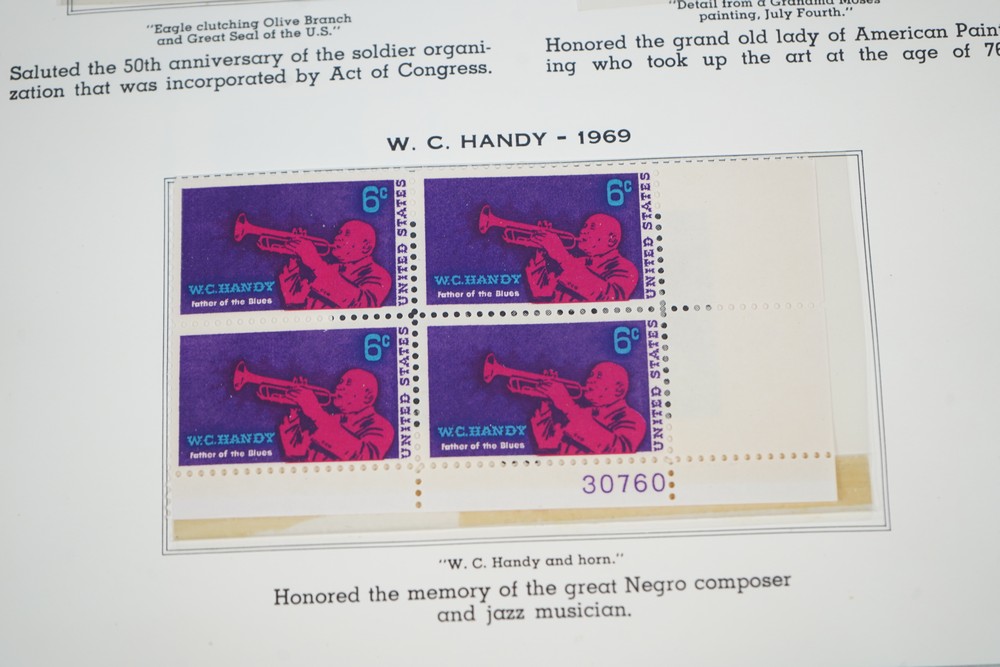 "Eagle clutching Olive Branch
and Great Seal of the U.S."
Saluted the 50th anniversary of the soldier organi-
zation that was incorporated by Act of Congress.
"Detail from a Grandma Moses
painting, July Fourth."
Honored the grand old lady of American Pain
ing who took up the art at the age of 76
W. C. HANDY - 1969
6c
UNITED STATES
W.C.HANDY
Father of the Blues
6c
UNITED STATES
W.C.HANDY
Father of the Blues
6c
UNITED STATES
W.C.HANDY
Father of the Blues
6c
UNITED STATES
W.C.HANDY
Father of the Blues
30760
"W. C. Handy and horn."
Honored the memory of the great Negro composer
and jazz musician.